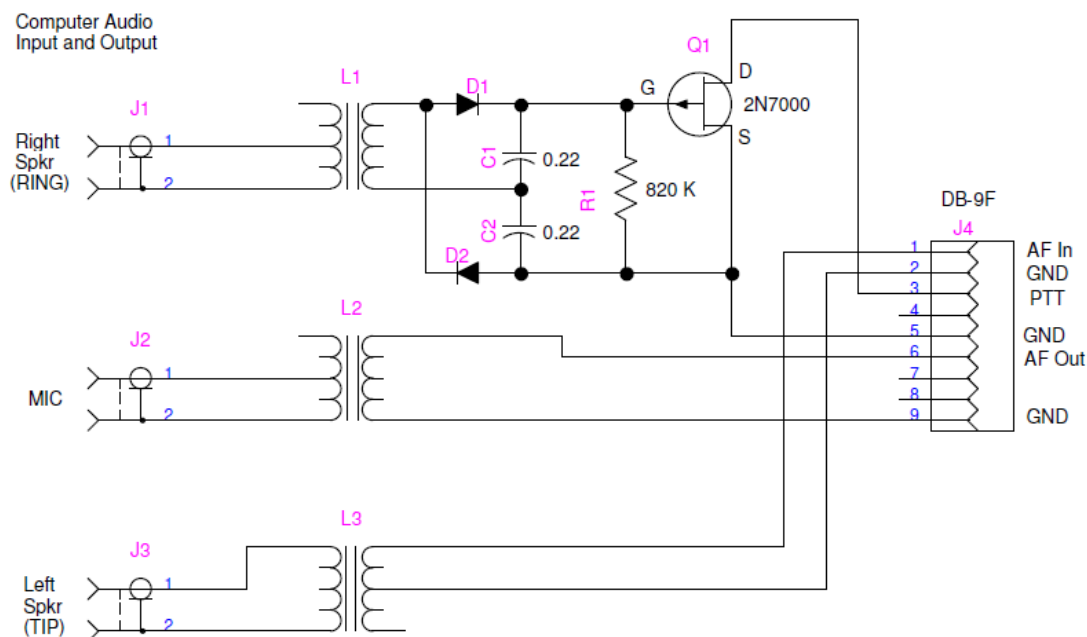 Computer Audio
Input and Output
Q1
L1
D1
G
D
2N7000
S
J1
Right
Spkr
(RING)
1
2
C1
0.22
R1
820 K
C2
0.22
D2
DB-9F
J4
1
AF In
2
GND
3
PTT
4
5
GND
6
AF Out
7
8
9
GND
L2
J2
MIC
1
2
L3
J3
Left
Spkr
(TIP)
1
2